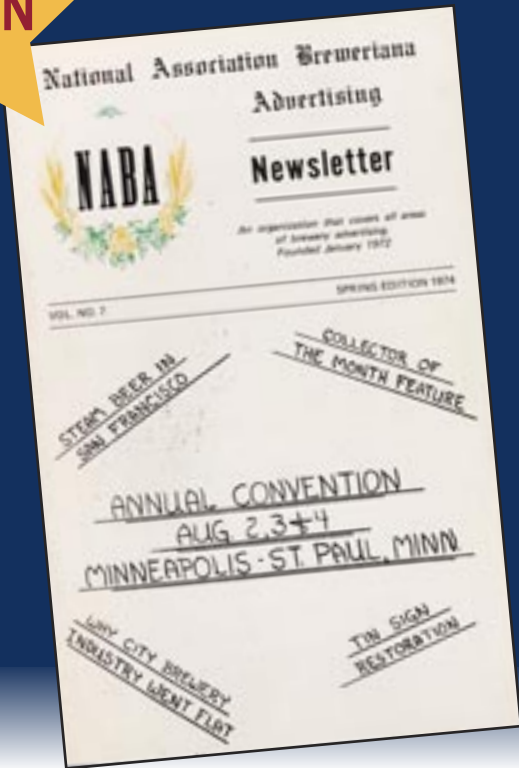 N
National Association Breweriana
Advertising
NABA
Newsletter
An organization that covers all areas
of brewery advertising.
Founded January 1972
VOL. NO. 7
SPRING EDITION 1974
STEAM BEER IN
SAN FRANCISCO
COLLECTOR OF
THE MONTH FEATURE
ANNUAL CONVENTION
AUG 2,3+4
MINNEAPOLIS-ST. PAUL, MINN
WHY CITY BREWERY
INDUSTRY WENT FLAT
TIN SIGN
RESTORATION